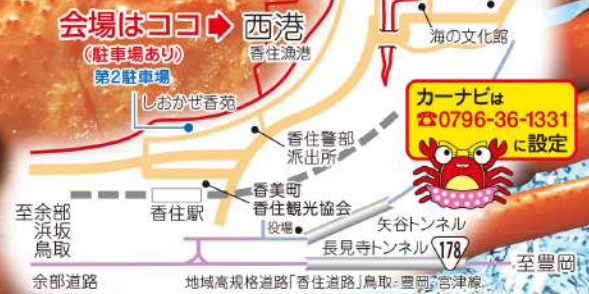 会場はココ➡
西港
香住漁港
(駐車場あり)
第2駐車場
しおかぜ香苑
海の文化館
カーナビは
☎0796-36-1331
に設定
香住警部
派出所
香美町
香住観光協会
香住駅
役場
至余部
浜坂
鳥取
矢谷トンネル
長見寺トンネル
178
至豊岡
余部道路
地域高規格道路「香住道路」鳥取-豊岡-宮津線